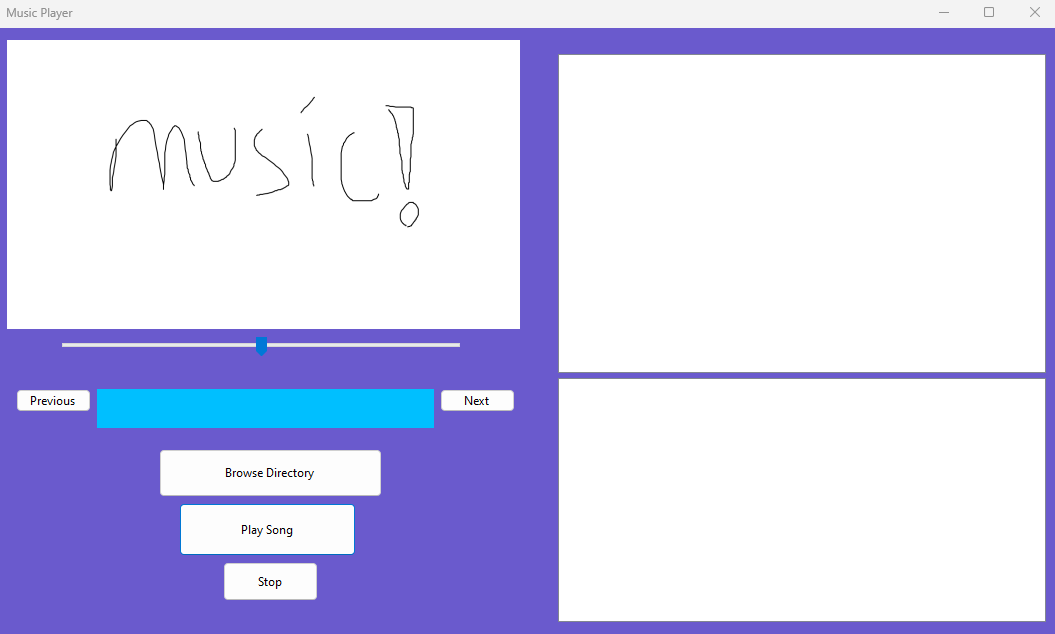 Music Player
music!
Previous
Next
Browse Directory
Play Song
Stop